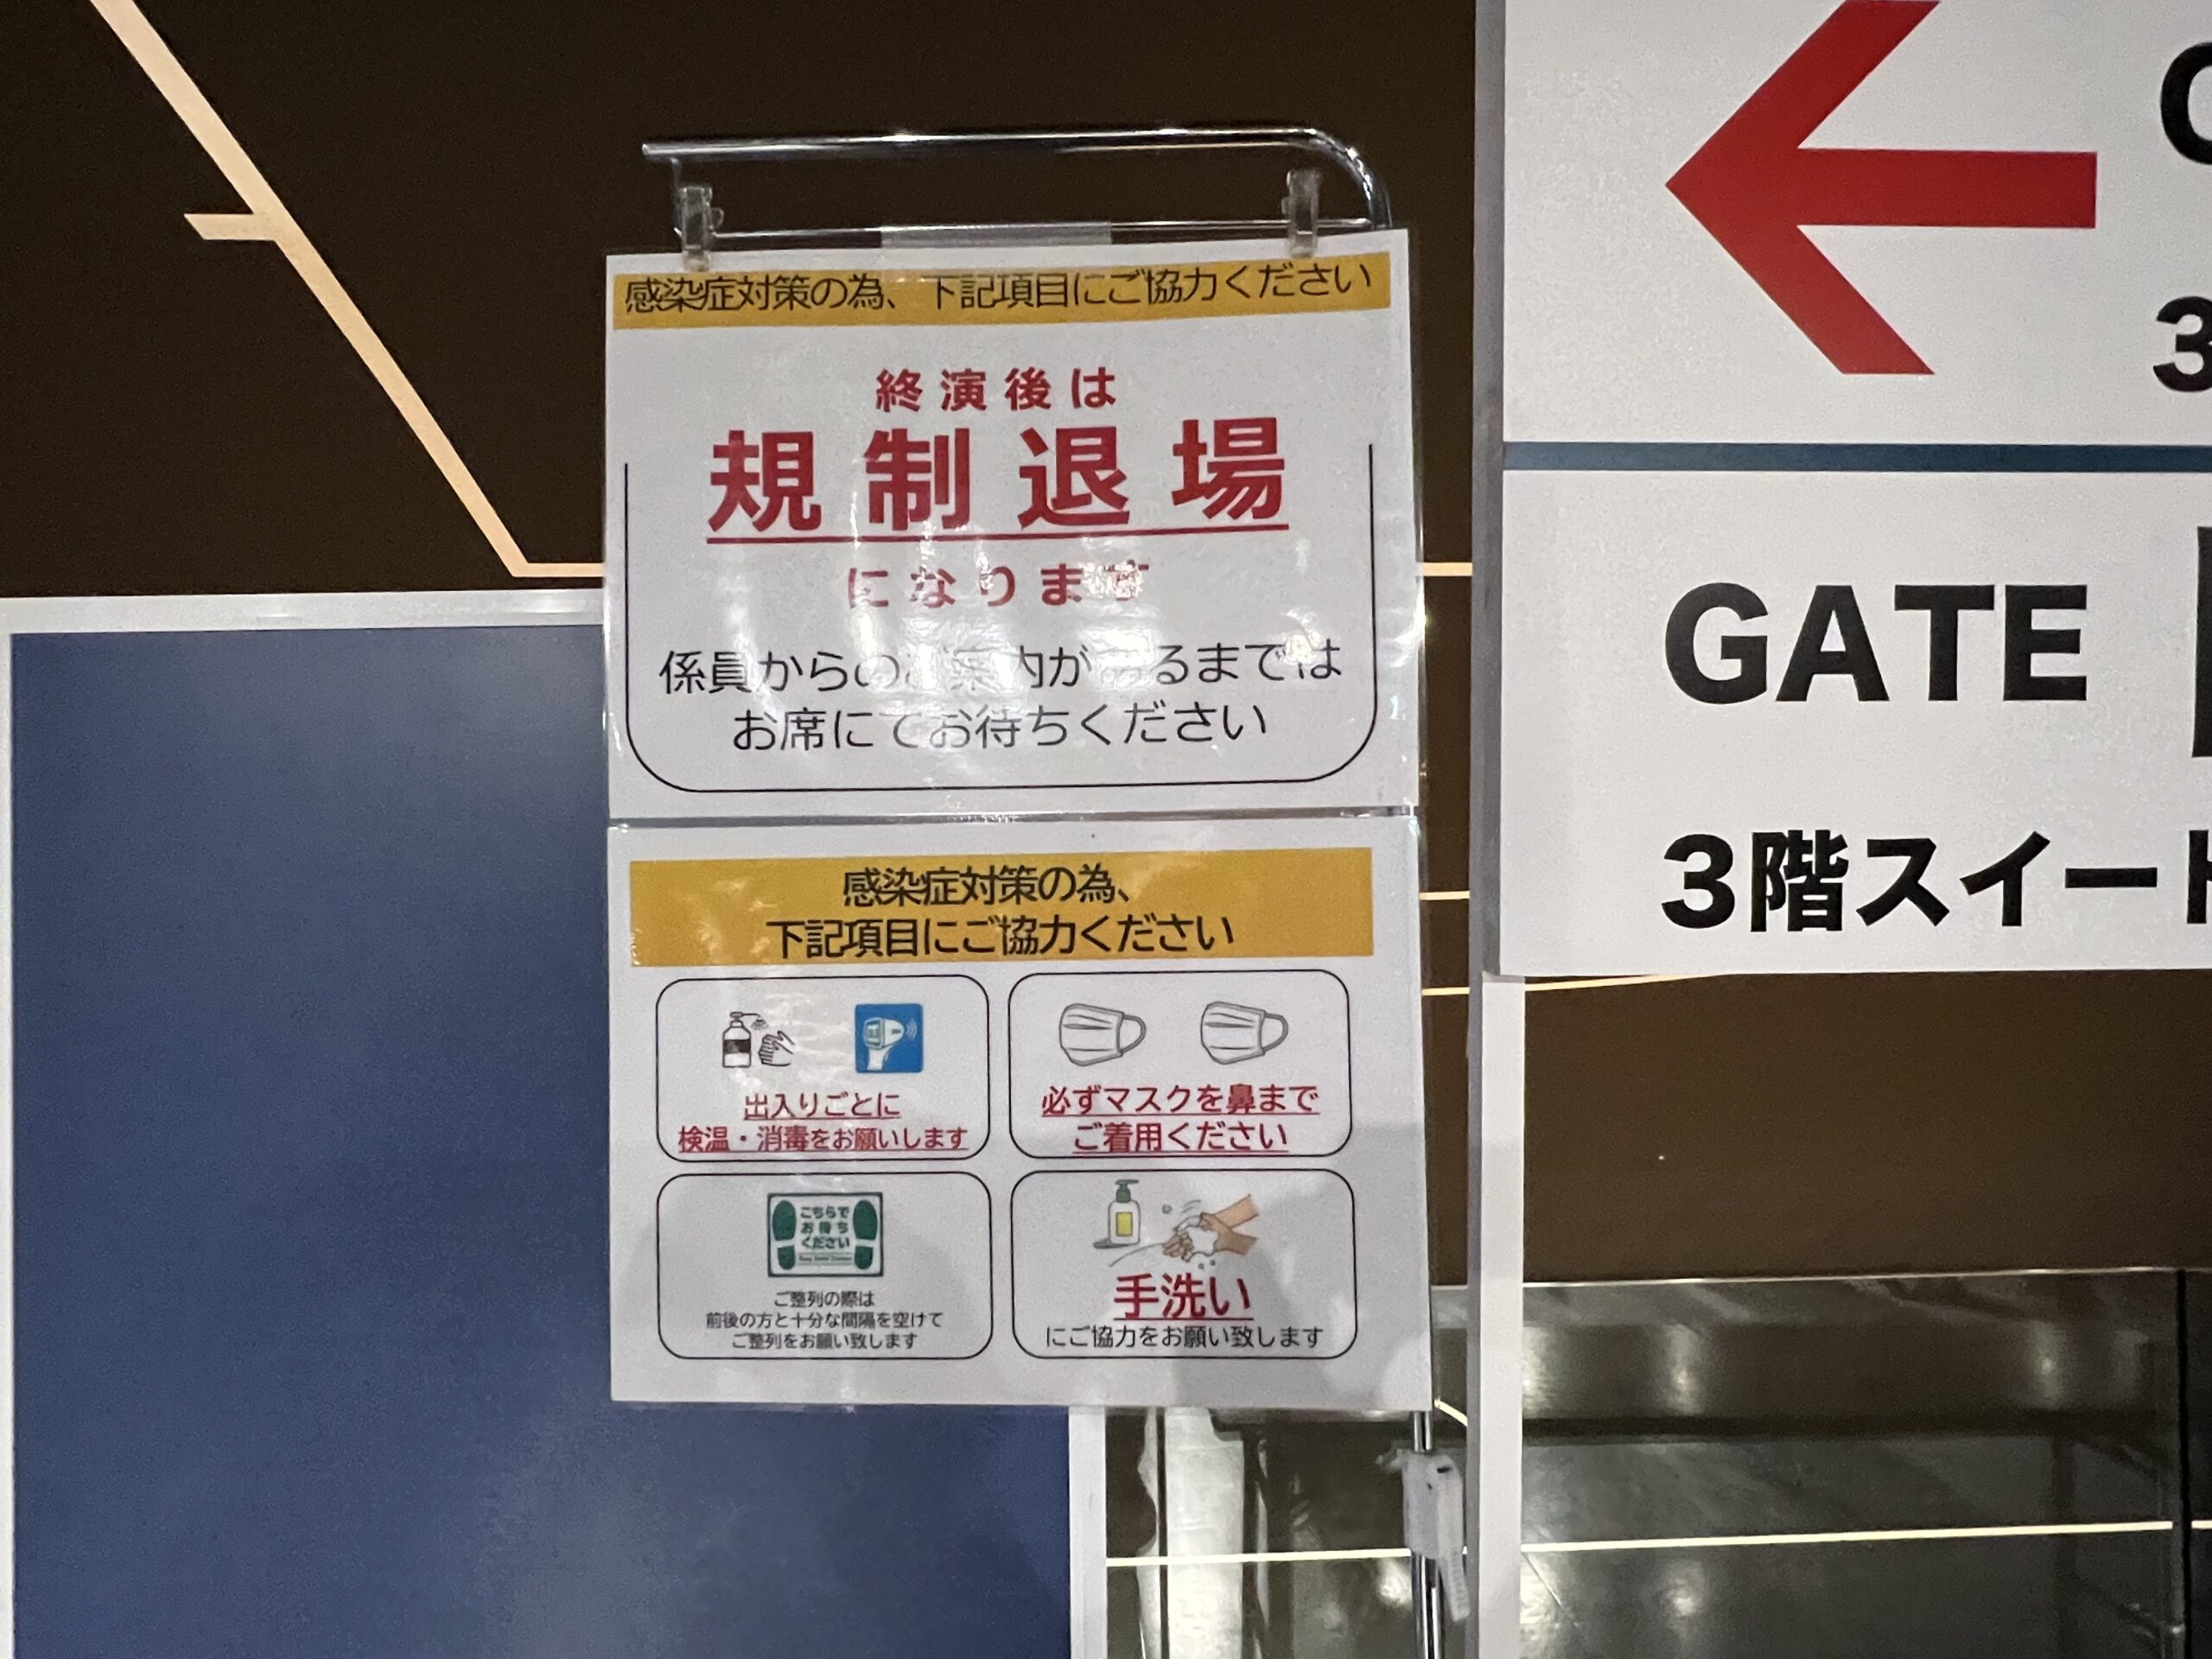 感染症対策の為、下記項目にご協力ください
終演後は
規制退場
になります
係員からのご案内があるまでは
お席にてお待ちください
感染症対策の為、
下記項目にご協力ください
出入りごとに
検温・消毒をお願いします
必ずマスクを鼻まで
ご着用ください
こちらで
お待ち
ください
ご整列の際は
前後の方と十分な間隔を空けて
ご整列をお願い致します
手洗い
にご協力をお願い致します
3
GATE
3階スイート